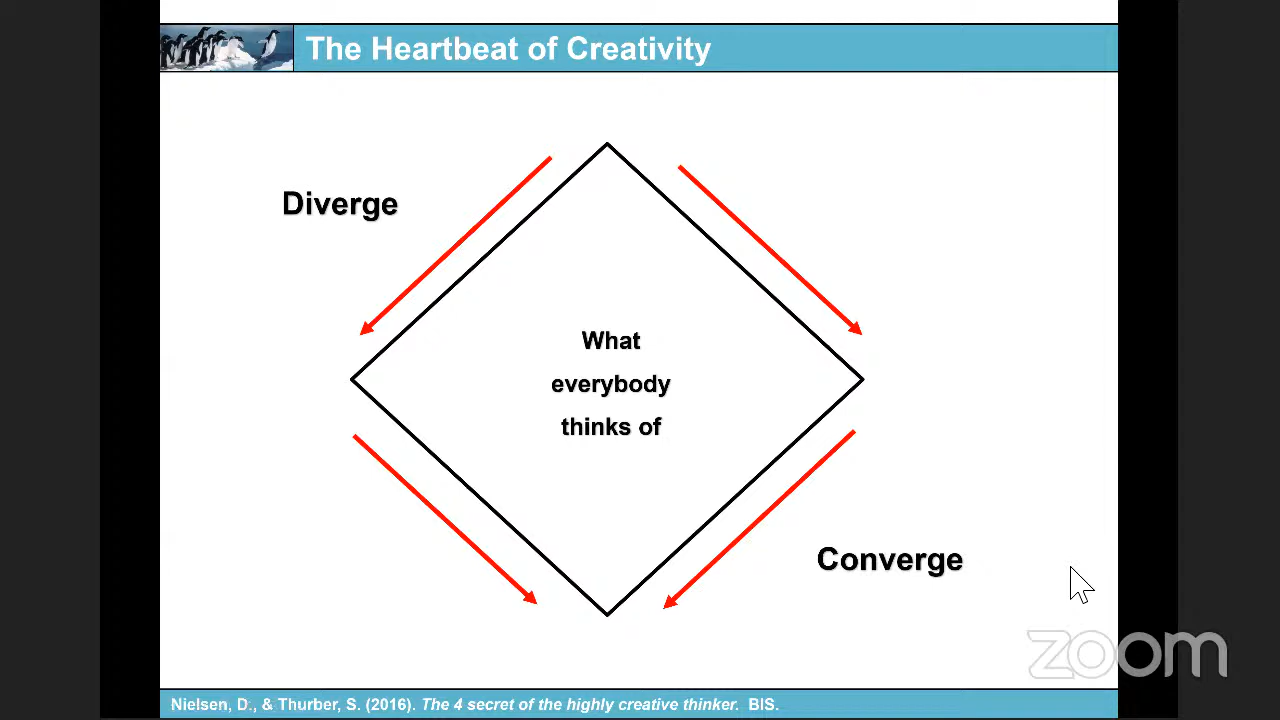 The Heartbeat of Creativity
Diverge
What
everybody
thinks of
Converge
zoom
Nielsen, D., & Thurber, S. (2016). The 4 secret of the highly creative thinker. BIS.